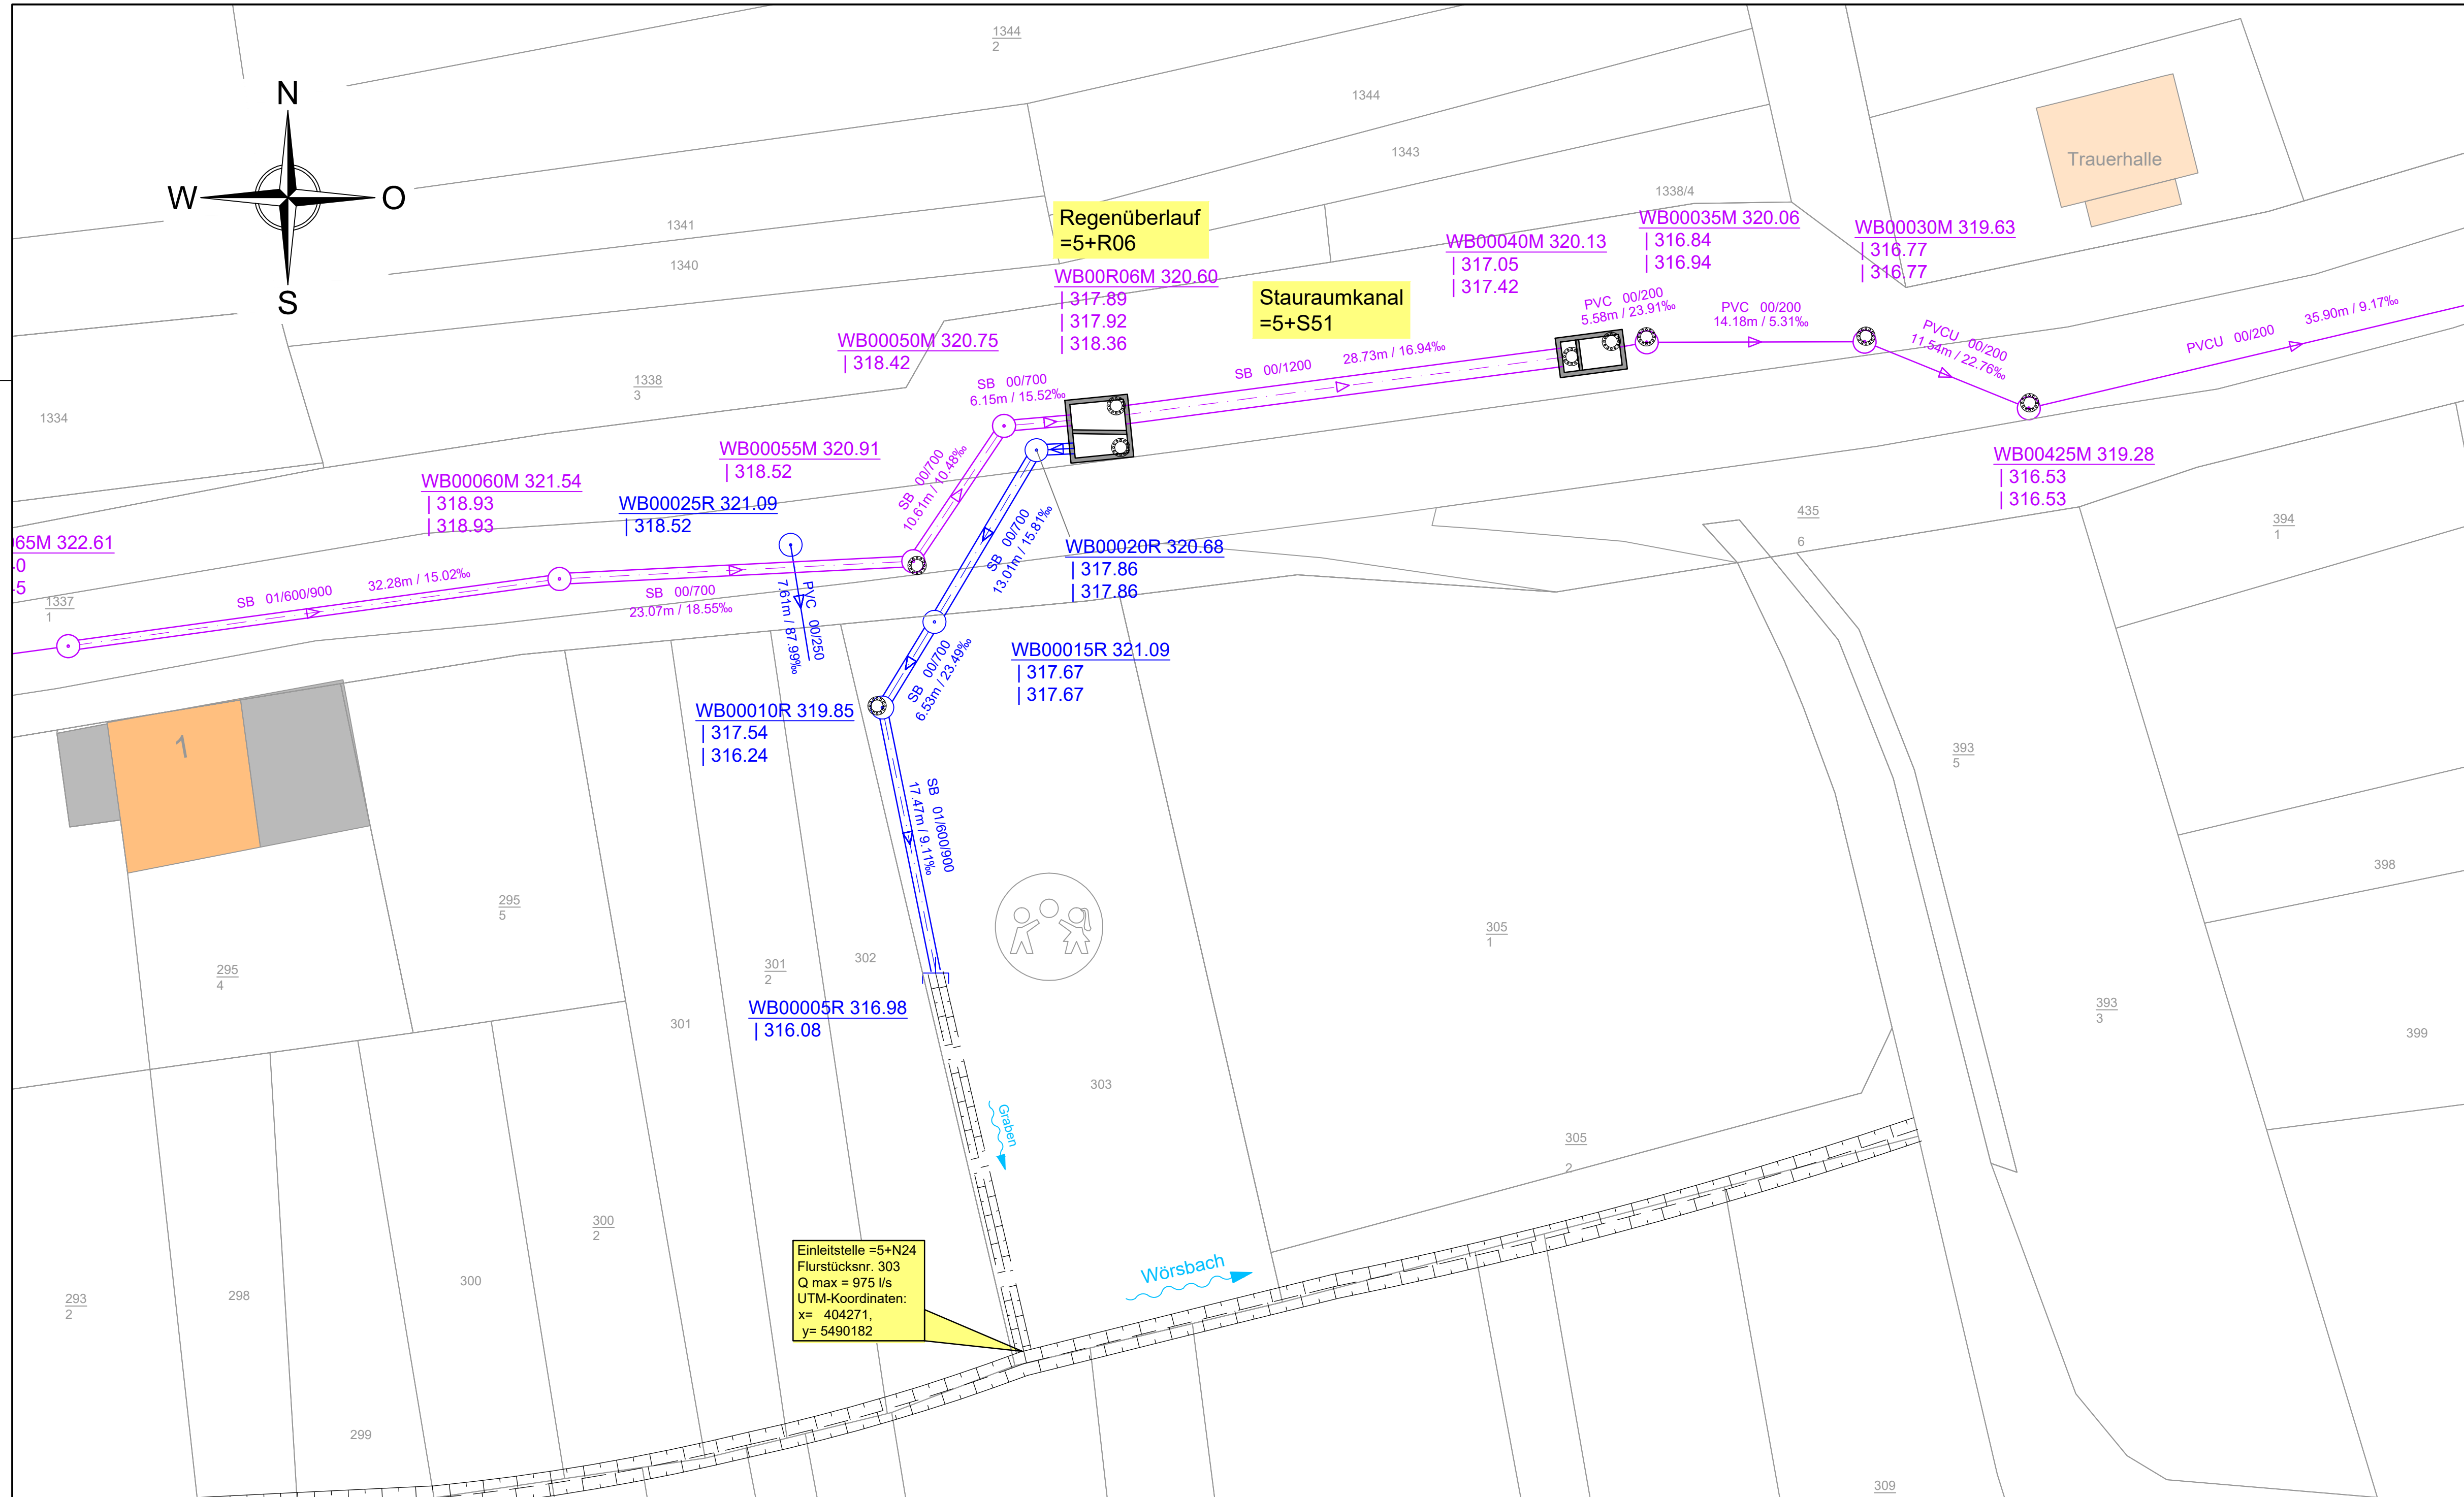 1344
2
1344
1343
N
W
O
S
Trauerhalle
1338/4
1341
1340
Regenüberlauf
=5+R06
WB00R06M 320.60
| 317.89
| 317.92
| 318.36
Stauraumkanal
=5+S51
WB00040M 320.13
| 317.05
| 317.42
WB00035M 320.06
| 316.84
| 316.94
WB00030M 319.63
| 316.77
| 316.77
PVC 00/200
5.58m / 23.91‰
PVC 00/200
14.18m / 5.31‰
PVCU 00/200
11.54m / 22.76‰
PVCU 00/200
35.90m / 9.17‰
WB00050M 320.75
| 318.42
SB 00/700
6.15m / 15.52‰
SB 00/1200
28.73m / 16.94‰
1338
3
1334
WB00055M 320.91
| 318.52
SB 00/700
10.61m / 10.48‰
WB00060M 321.54
| 318.93
| 318.93
WB00025R 321.09
| 318.52
WB00425M 319.28
| 316.53
| 316.53
65M 322.61
0
5
1337
1
SB 01/600/900
32.28m / 15.02‰
SB 00/700
23.07m / 18.55‰
PVC 00/250
7.61m / 87.99‰
SB 00/700
13.01m / 15.81‰
WB00020R 320.68
| 317.86
| 317.86
435
6
394
1
SB 00/700
6.53m / 23.49‰
WB00015R 321.09
| 317.67
| 317.67
WB00010R 319.85
| 317.54
| 316.24
1
SB 01/600/900
17.47m / 9.11‰
393
5
398
295
5
295
4
301
2
302
305
1
WB00005R 316.98
| 316.08
301
393
3
399
303
Graben
305
2
300
2
300
298
293
2
299
Einleitstelle =5+N24
Flurstücksnr. 303
Q max = 975 l/s
UTM-Koordinaten:
x= 404271,
y= 5490182
Wörsbach
309